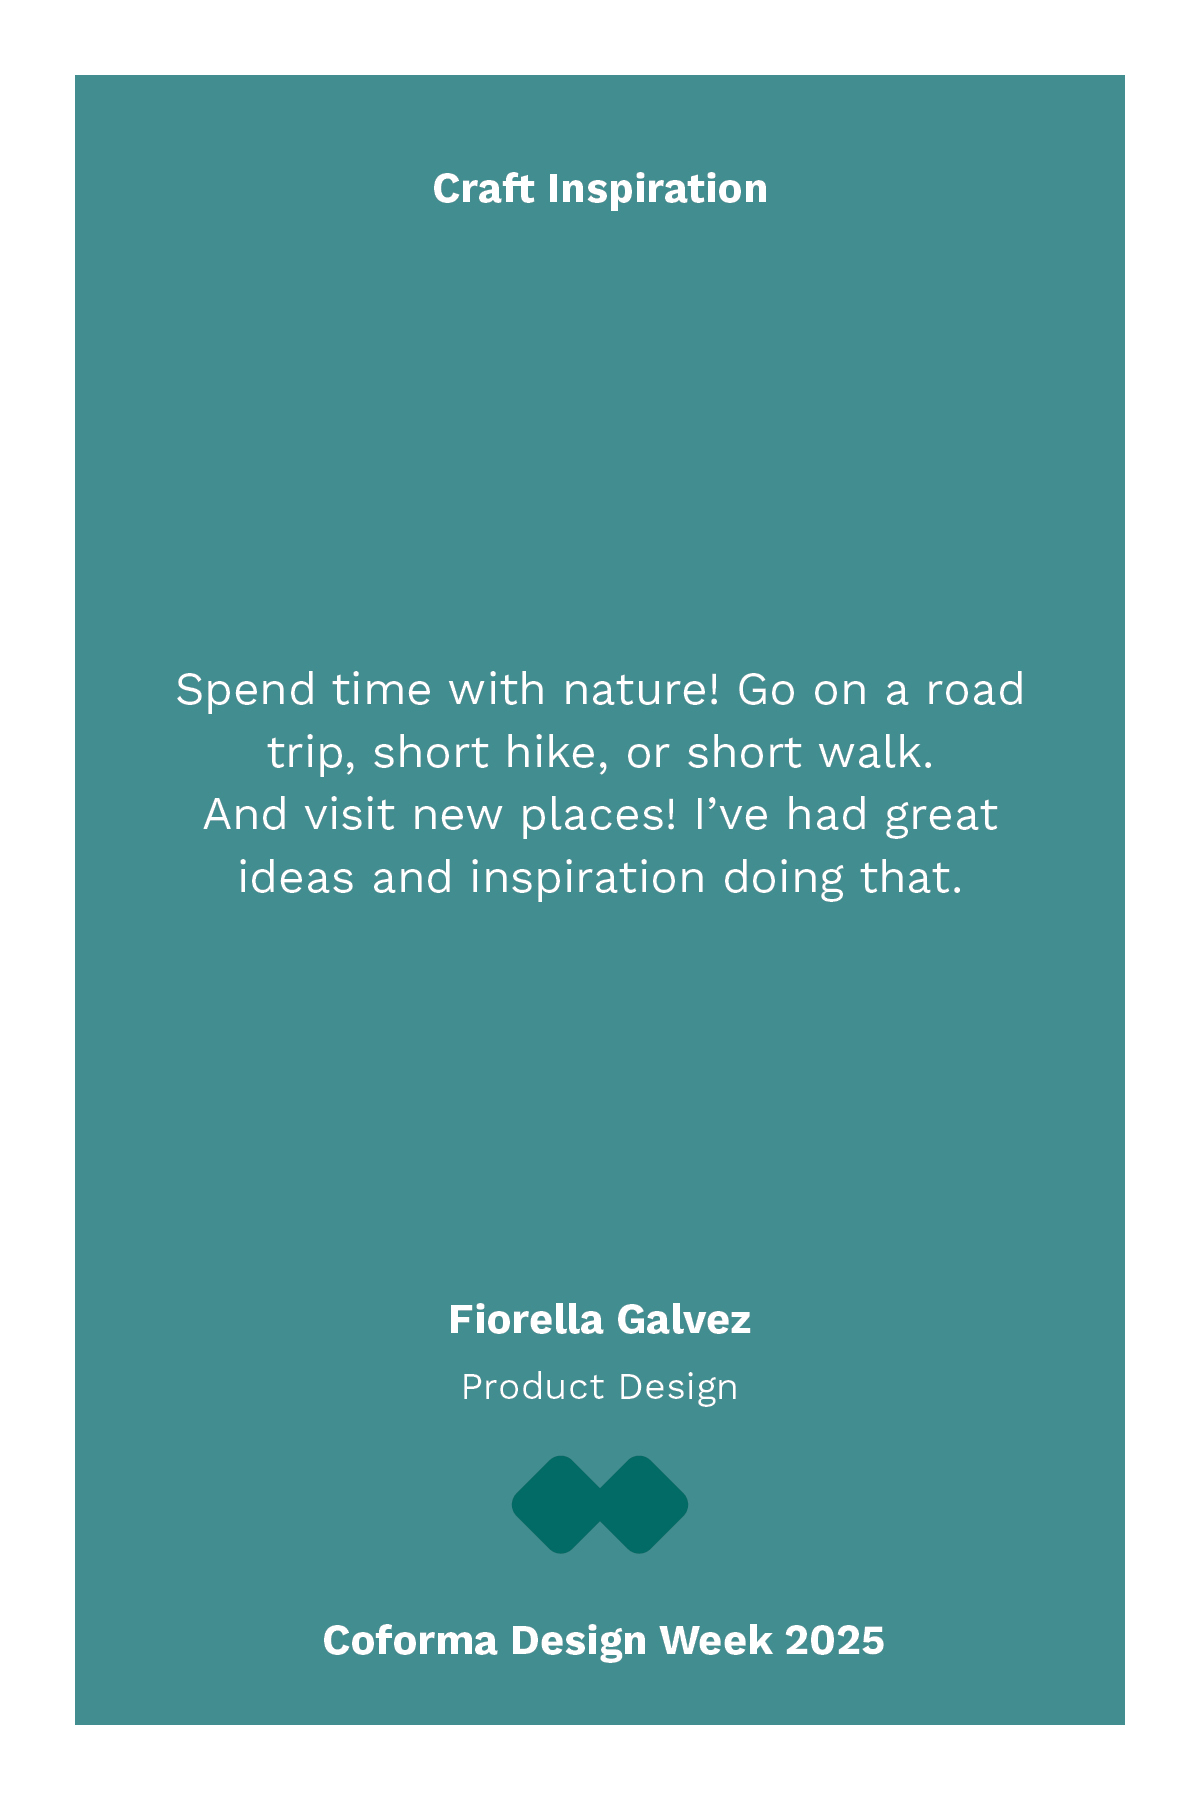 Craft Inspiration
Spend time with nature! Go on a road
trip, short hike, or short walk.
And visit new places! I’ve had great
ideas and inspiration doing that.
Fiorella Galvez
Product Design
Coforma Design Week 2025